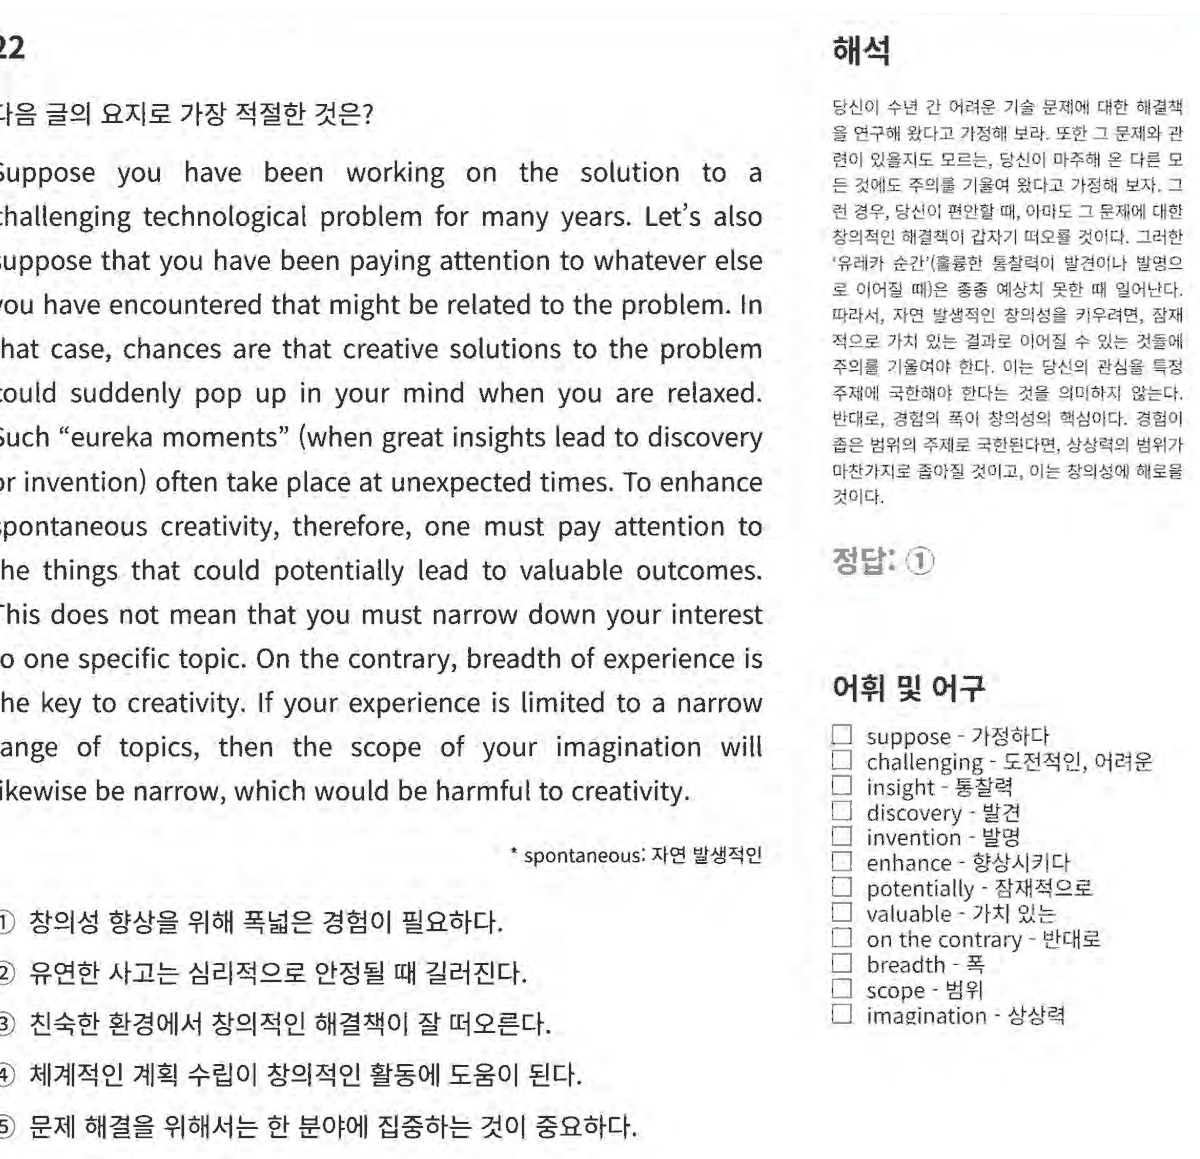 22
다음 글의 요지로 가장 적절한 것은?
Suppose you have been working on the solution to a
challenging technological problem for many years. Let's also
suppose that you have been paying attention to whatever else
you have encountered that might be related to the problem. In
that case, chances are that creative solutions to the problem
could suddenly pop up in your mind when you are relaxed.
Such “eureka moments” (when great insights lead to discovery
or invention) often take place at unexpected times. To enhance
spontaneous creativity, therefore, one must pay attention to
the things that could potentially lead to valuable outcomes.
This does not mean that you must narrow down your interest
to one specific topic. On the contrary, breadth of experience is
the key to creativity. If your experience is limited to a narrow
range of topics, then the scope of your imagination will
likewise be narrow, which would be harmful to creativity.
* spontaneous: 자연 발생적인
① 창의성 향상을 위해 폭넓은 경험이 필요하다.
② 유연한 사고는 심리적으로 안정될 때 길러진다.
③ 친숙한 환경에서 창의적인 해결책이 잘 떠오른다.
④ 체계적인 계획 수립이 창의적인 활동에 도움이 된다.
⑤ 문제 해결을 위해서는 한 분야에 집중하는 것이 중요하다.
해석
당신이 수년 간 어려운 기술 문제에 대한 해결책
을 연구해 왔다고 가정해 보라. 또한 그 문제와 관
련이 있을지도 모르는, 당신이 마주해 온 다른 모
든 것에도 주의를 기울여 왔다고 가정해 보자. 그
런 경우, 당신이 편안할 때, 아마도 그 문제에 대한
창의적인 해결책이 갑자기 떠오를 것이다. 그러한
‘유레카 순간’(훌륭한 통찰력이 발견이나 발명으
로 이어질 때)은 종종 예상치 못한 때 일어난다.
따라서, 자연 발생적인 창의성을 키우려면, 잠재
적으로 가치 있는 결과로 이어질 수 있는 것들에
주의를 기울여야 한다. 이는 당신의 관심을 특정
주제에 국한해야 한다는 것을 의미하지 않는다.
반대로, 경험의 폭이 창의성의 핵심이다. 경험이
좁은 범위의 주제로 국한된다면, 상상력의 범위가
마찬가지로 좁아질 것이고, 이는 창의성에 해로울
것이다.
정답: ①
어휘 및 어구
☐ suppose - 가정하다
☐ challenging - 도전적인, 어려운
☐ insight - 통찰력
☐ discovery - 발견
☐ invention - 발명
☐ enhance - 향상시키다
☐ potentially - 잠재적으로
☐ valuable - 가치 있는
☐ on the contrary - 반대로
☐ breadth - 폭
☐ scope - 범위
☐ imagination - 상상력